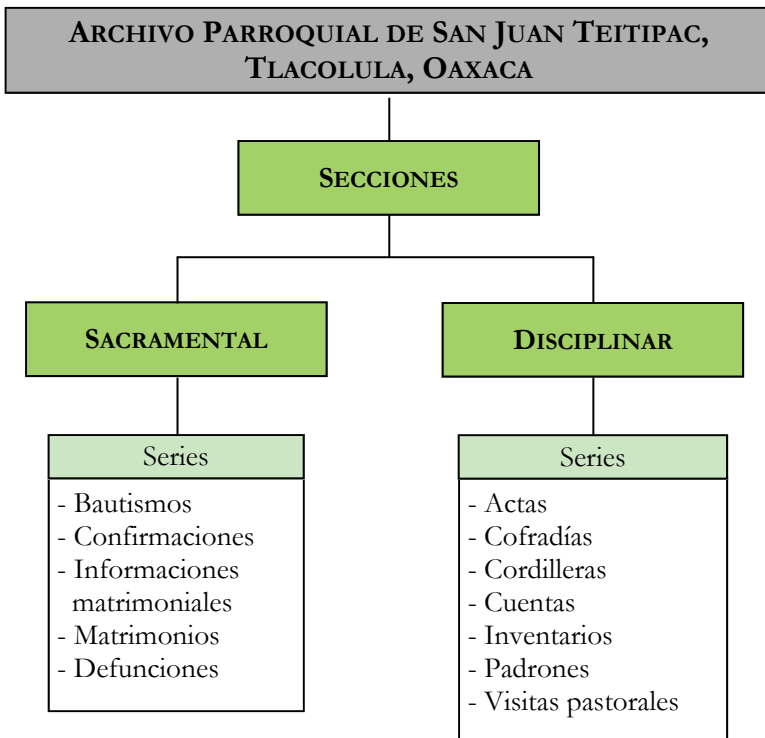 ARCHIVO PARROQUIAL DE SAN JUAN TEITIPAC,
TLACOLULA, OAXACA
SECCIONES
SACRAMENTAL
DISCIPLINAR
Series
- Bautismos
- Confirmaciones
- Informaciones
matrimoniales
- Matrimonios
- Defunciones
Series
- Actas
- Cofradías
- Cordilleras
- Cuentas
- Inventarios
- Padrones
- Visitas pastorales